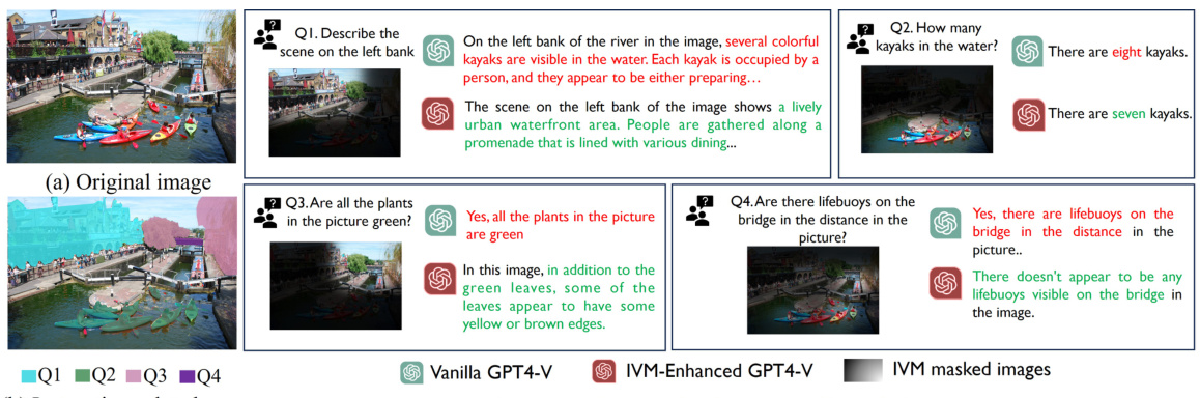 Q1. Describe the
scene on the left bank
On the left bank of the river in the image, several colorful
kayaks are visible in the water. Each kayak is occupied by a
person, and they appear to be either preparing…
The scene on the left bank of the image shows a lively
urban waterfront area. People are gathered along a
promenade that is lined with various dining...
Q2. How many
kayaks in the water?
There are eight kayaks.
There are seven kayaks.
(a) Original image
Q3. Are all the plants
in the picture green?
Yes, all the plants in the picture
are green
In this image, in addition to the
green leaves, some of the
leaves appear to have some
yellow or brown edges.
Q4. Are there lifebuoys on the
bridge in the distance in the
picture?
Yes, there are lifebuoys on the
bridge in the distance in the
picture..
There doesn't appear to be any
lifebuoys visible on the bridge in
the image.
Q1 Q2 Q3 Q4
Vanilla GPT4-V IVM-Enhanced GPT4-V IVM masked images